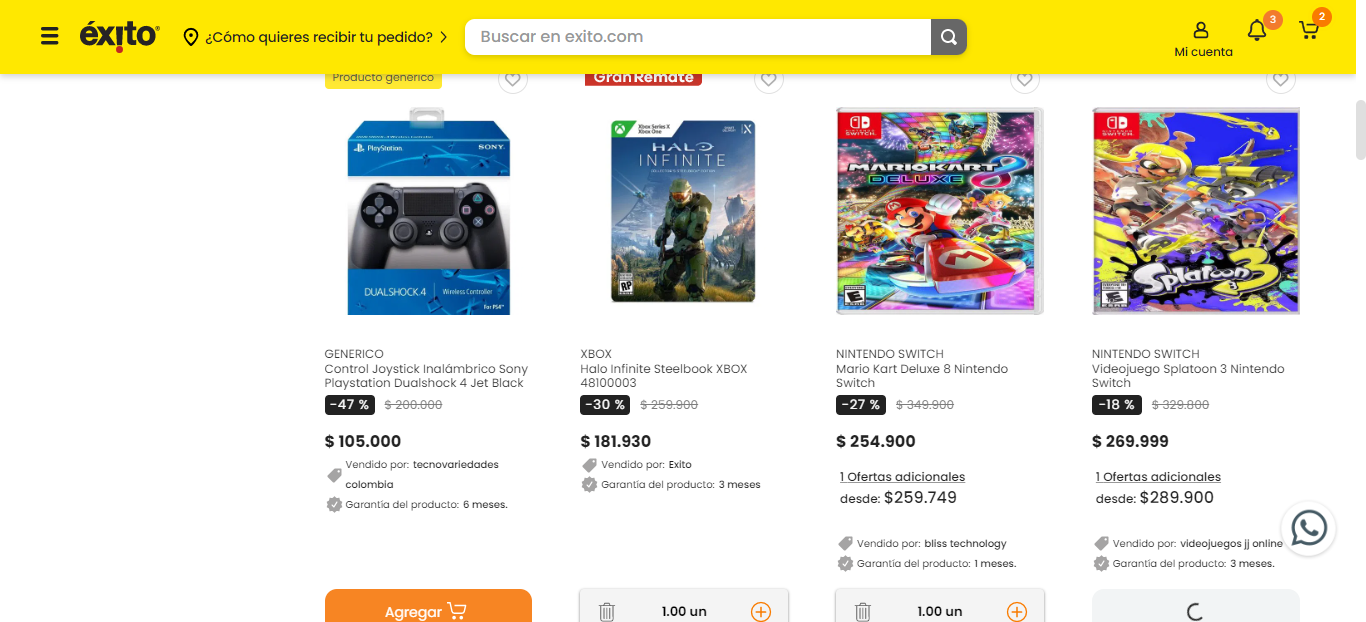 éxito
¿Cómo quieres recibir tu pedido?
Buscar en exito.com
Mi cuenta
3
2
Producto generico
Gran Remate
PlayStation
SONY
DUALSHOCK 4
Wireless Controller
For PS4
Xbox Series X
Xbox One
HALO
INFINITE
RP
NINTENDO
SWITCH
MARIO KART
8
DELUXE
E
NINTENDO
SWITCH
Splatoon 3
GENERICO
Control Joystick Inalámbrico Sony
Playstation Dualshock 4 Jet Black
-47 %
$ 200.000
$ 105.000
Vendido por: tecnovariedades
colombia
Garantía del producto: 6 meses.
Agregar
XBOX
Halo Infinite Steelbook XBOX
48100003
-30 %
$ 259.900
$ 181.930
Vendido por: Exito
Garantía del producto: 3 meses
1.00 un
NINTENDO SWITCH
Mario Kart Deluxe 8 Nintendo
Switch
-27 %
$ 349.900
$ 254.900
1 Ofertas adicionales
desde: $259.749
Vendido por: bliss technology
Garantía del producto: 1 meses.
1.00 un
NINTENDO SWITCH
Videojuego Splatoon 3 Nintendo
Switch
-18 %
$ 329.800
$ 269.999
1 Ofertas adicionales
desde: $289.900
Vendido por: videojuegos jj online
Garantía del producto: 3 meses.